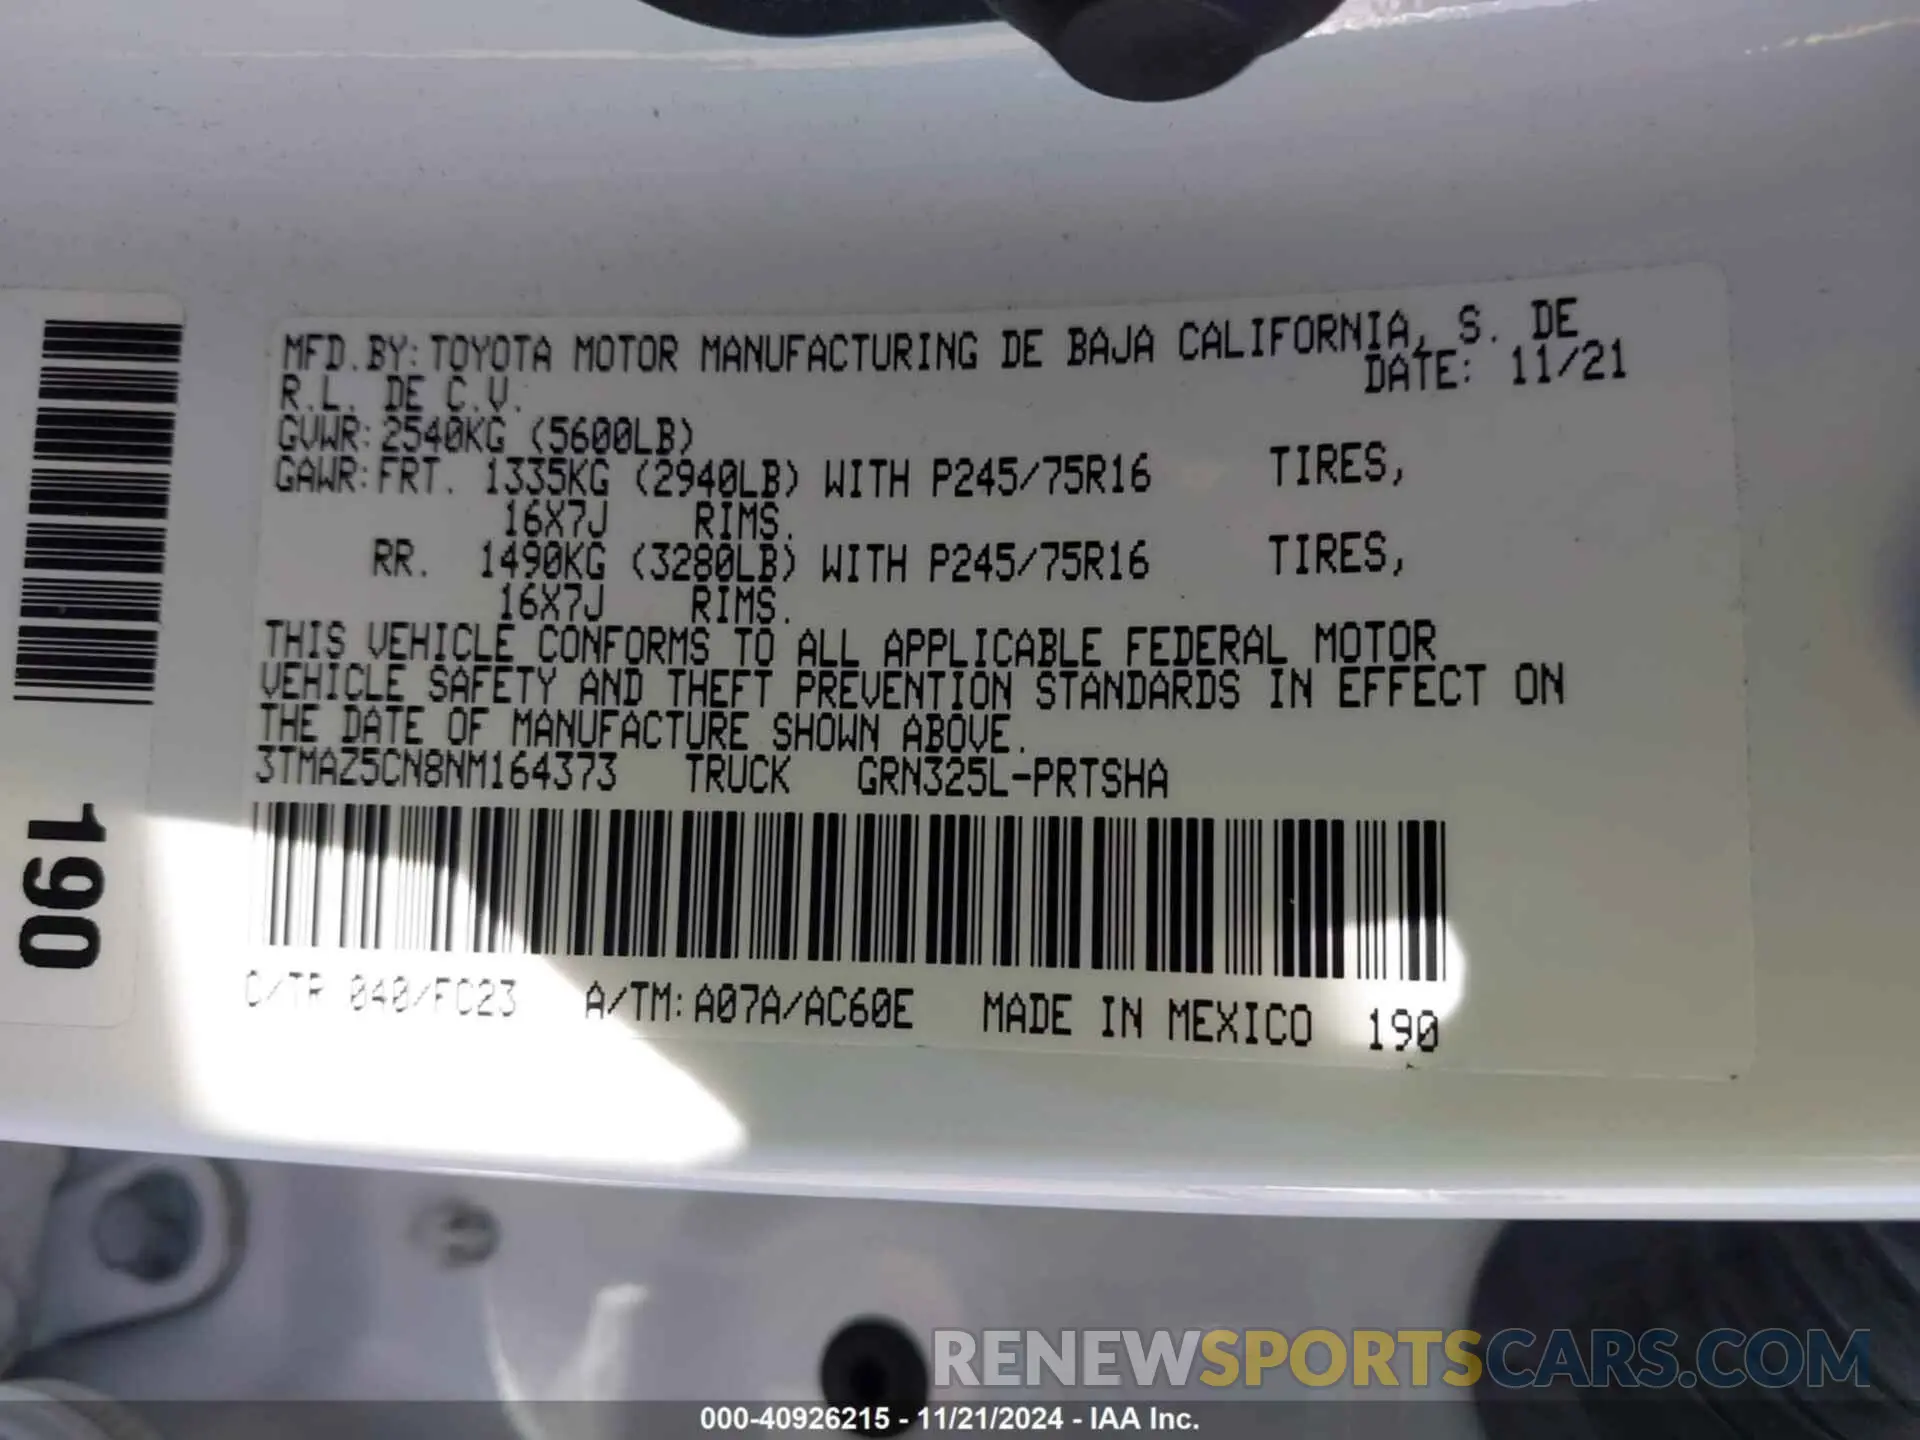 MFD.BY: TOYOTA MOTOR MANUFACTURING DE BAJA CALIFORNIA, S. DE
R.L. DE C.V. DATE: 11/21
GVWR: 2540KG (5600LB)
GAWR: FRT. 1335KG (2940LB) WITH P245/75R16 TIRES,
16X7J RIMS.
RR. 1490KG (3280LB) WITH P245/75R16 TIRES,
16X7J RIMS.
THIS VEHICLE CONFORMS TO ALL APPLICABLE FEDERAL MOTOR
VEHICLE SAFETY AND THEFT PREVENTION STANDARDS IN EFFECT ON
THE DATE OF MANUFACTURE SHOWN ABOVE.
3TMAZ5CN8NM164373 TRUCK GRN325L-PRTSHA
C/TR 040/FC23 A/TM: A07A/AC60E MADE IN MEXICO 190
190
RENEWSPORTSCARS.COM
000-40926215 - 11/21/2024 - IAA Inc.